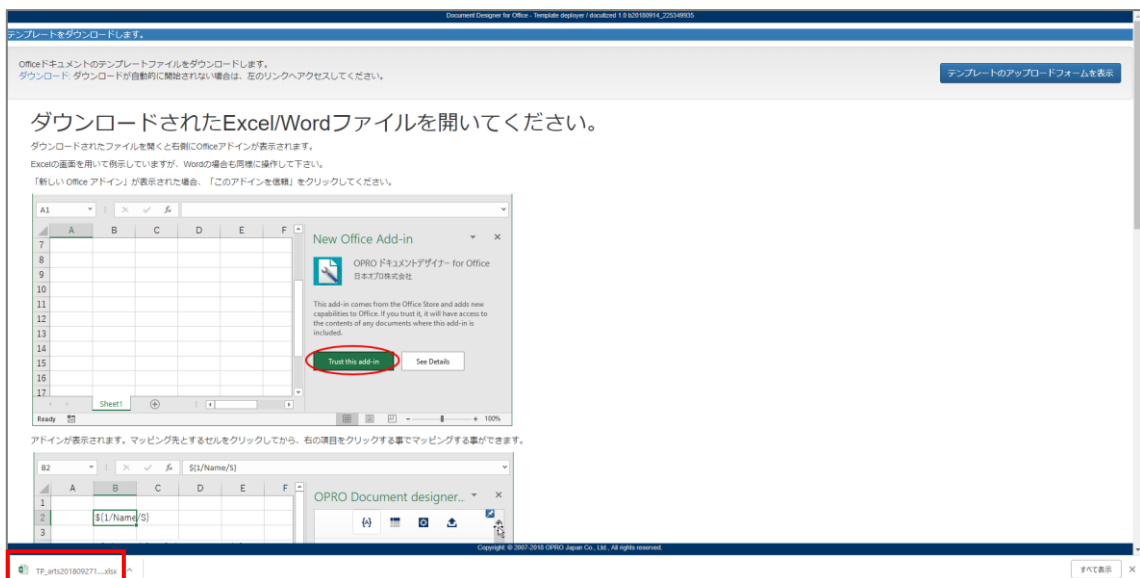 Document Designer for Office - Template deployer / docutized 1.0 b20180914_225349935
テンプレートをダウンロードします。
Officeドキュメントのテンプレートファイルをダウンロードします。
ダウンロード: ダウンロードが自動的に開始されない場合は、左のリンクへアクセスしてください。
テンプレートのアップロードフォームを表示
ダウンロードされたExcel/Wordファイルを開いてください。
ダウンロードされたファイルを開くと右側にOfficeアドインが表示されます。
Excelの画面を用いて例示していますが、Wordの場合も同様に操作して下さい。
「新しい Office アドイン」が表示された場合、「このアドインを信頼」をクリックしてください。
A1
fx
A B C D E F
7
8
9
10
11
12
13
14
15
16
17
New Office Add-in
OPRO ドキュメントデザイナー for Office
日本オプロ株式会社
This add-in comes from the Office Store and adds new
capabilities to Office. If you trust it, it will have access to
the contents of any documents where this add-in is
included.
Trust this add-in
See Details
Sheet1
Ready
100%
アドインが表示されます。マッピング先とするセルをクリックしてから、右の項目をクリックする事でマッピングする事ができます。
B2
fx
${1/Name/S}
A B C D E F
1
2
${1/Name/S}
3
OPRO Document designer...
Copyright © 2007-2018 OPRO Japan Co., Ltd., All rights reserved.
TP_arts201809271....xlsx
すべて表示